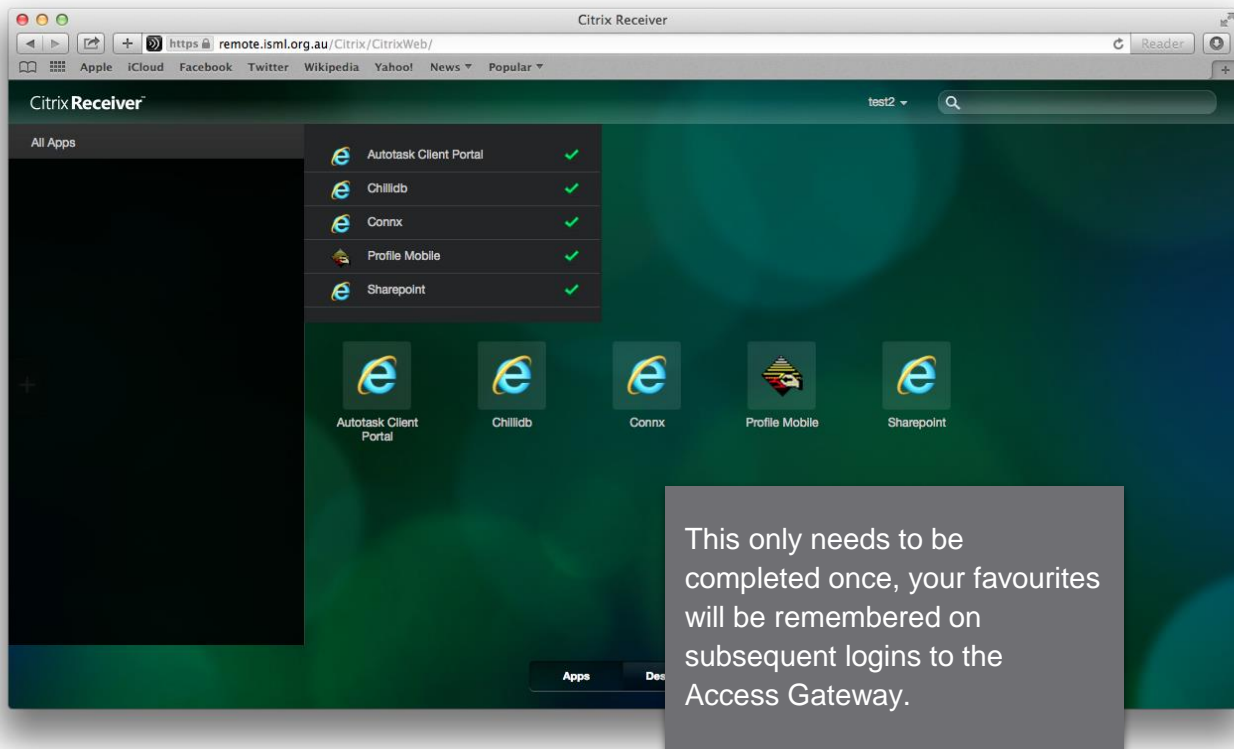 Citrix Receiver
https remote.isml.org.au/Citrix/CitrixWeb/
Reader
Apple iCloud Facebook Twitter Wikipedia Yahoo! News Popular
Citrix Receiver
test2
All Apps
Autotask Client Portal
Chillidb
Connx
Profile Mobile
Sharepoint
Autotask Client
Portal
Chillidb
Connx
Profile Mobile
Sharepoint
Apps
Des
This only needs to be
completed once, your favourites
will be remembered on
subsequent logins to the
Access Gateway.